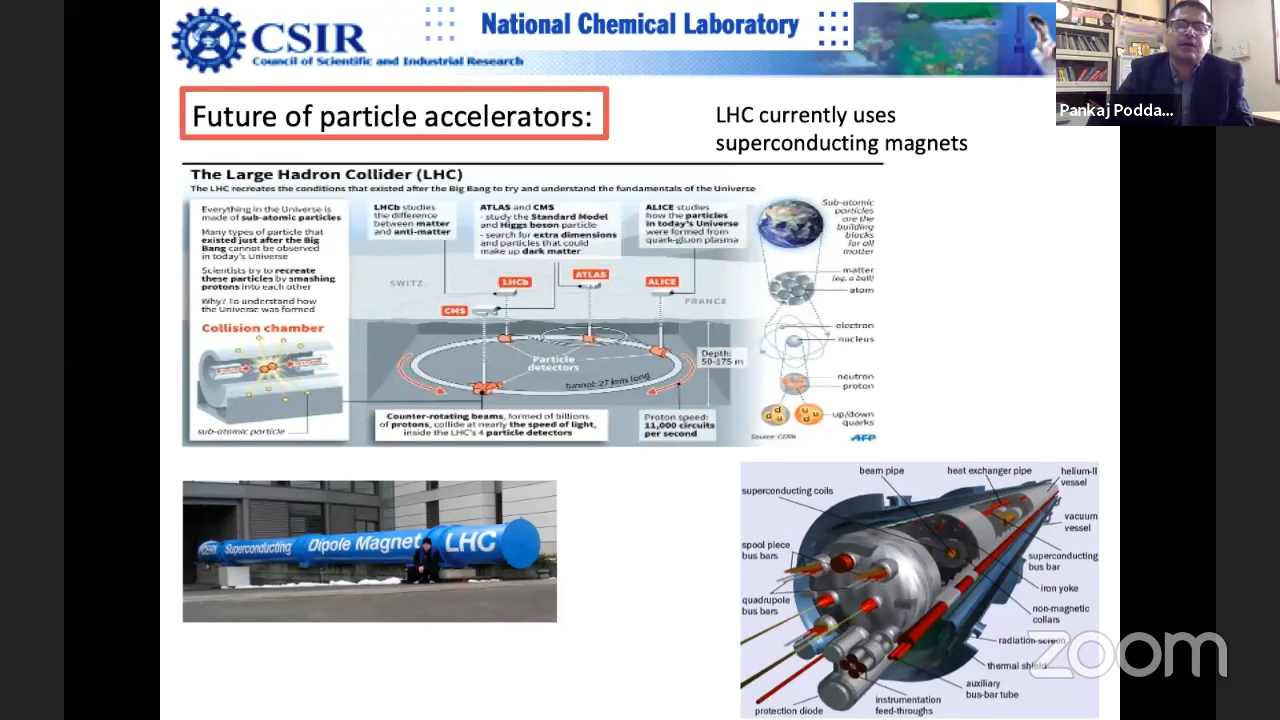 CSIR
Council of Scientific and Industrial Research
National Chemical Laboratory
Pankaj Podda...
Future of particle accelerators:
LHC currently uses
superconducting magnets
The Large Hadron Collider (LHC)
The LHC recreates the conditions that existed after the Big Bang to try and understand the fundamentals of the Universe
Everything in the Universe is
made of sub-atomic particles
Many types of particle that
existed just after the Big
Bang cannot be observed
in today's Universe
Scientists try to recreate
these particles by smashing
protons into each other
Why? To understand how
the Universe was formed
Collision chamber
sub-atomic particle
LHCb studies
the difference
between matter
and anti-matter
ATLAS and CMS
- study the Standard Model
and Higgs boson particle
- search for extra dimensions
and particles that could
make up dark matter
ALICE studies
how the particles
in today's Universe
were formed from
quark-gluon plasma
SWITZ.
LHCb
ATLAS
ALICE
CMS
FRANCE
Particle
detectors
tunnel: 27 kms long
Depth:
50-175 m
Counter-rotating beams, formed of billions
of protons, collide at nearly the speed of light,
inside the LHC's 4 particle detectors
Proton speed:
11,000 circuits
per second
Sub-atomic
particles
are the
building
blocks
for all
matter
matter
(eg. a ball)
atom
electron
nucleus
neutron
proton
d
d u
u
d u
up/down
quarks
Source: CERN
AFP
CERN Superconducting Dipole Magnet LHC
beam pipe
heat exchanger pipe
helium-II
vessel
superconducting coils
vacuum
vessel
spool piece
bus bars
superconducting
bus bar
iron yoke
quadrupole
bus bars
non-magnetic
collars
radiation screen
thermal shield
auxiliary
bus-bar tube
instrumentation
feed-throughs
protection diode
zoom